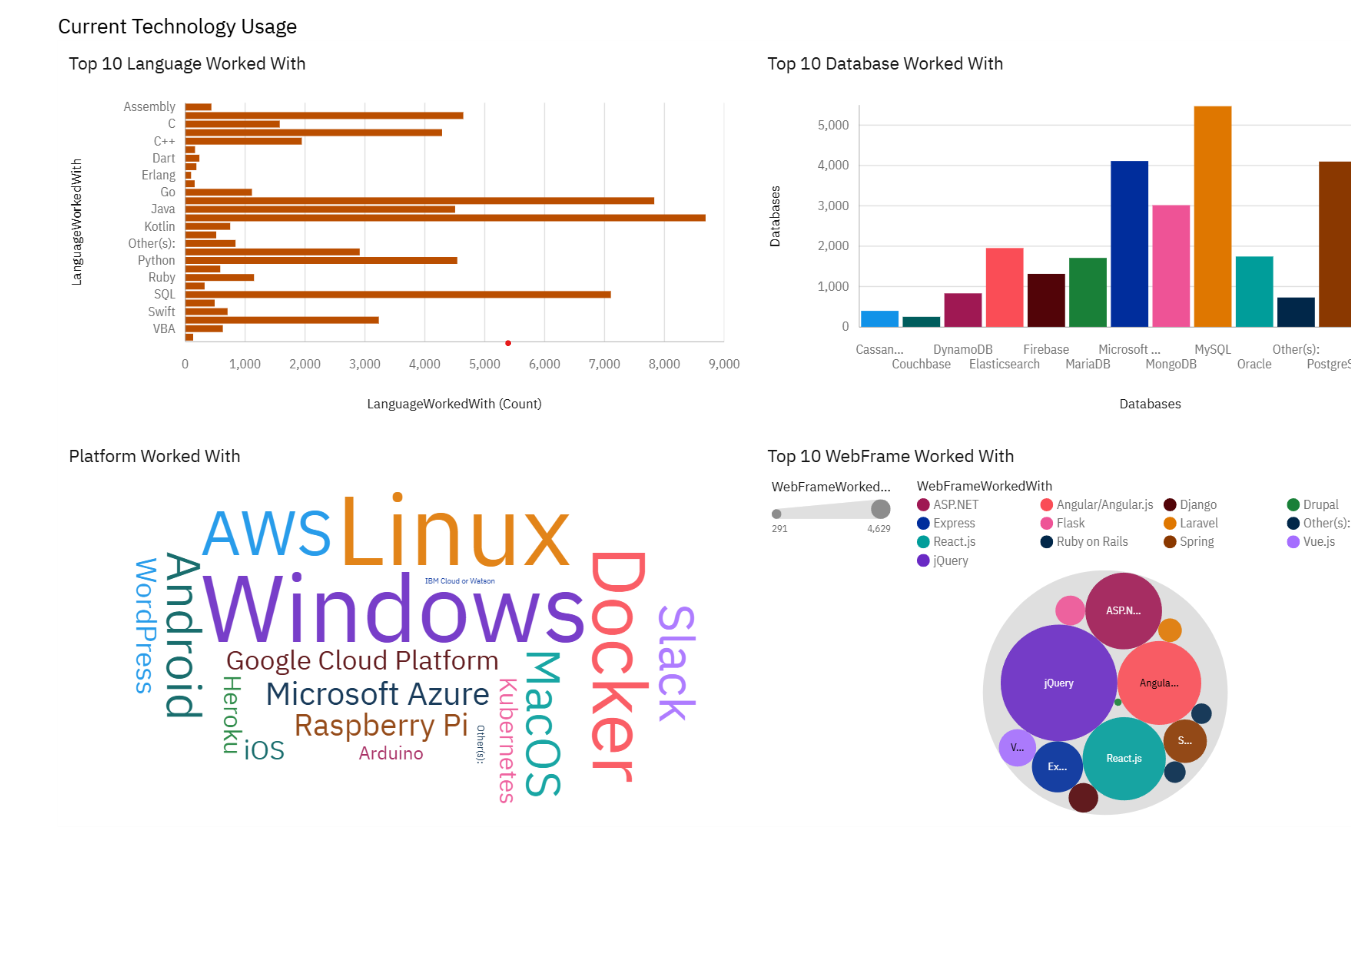 Current Technology Usage
Top 10 Language Worked With
LanguageWorkedWith
Assembly
C
C++
Dart
Erlang
Go
Java
Kotlin
Other(s):
Python
Ruby
SQL
Swift
VBA
0 1,000 2,000 3,000 4,000 5,000 6,000 7,000 8,000 9,000
LanguageWorkedWith (Count)
Top 10 Database Worked With
Databases
5,000
4,000
3,000
2,000
1,000
0
Cassan... DynamoDB Firebase Microsoft ... MySQL Other(s):
Couchbase Elasticsearch MariaDB MongoDB Oracle PostgreS
Databases
Platform Worked With
AWS
Linux
WordPress
Android
IBM Cloud or Watson
Windows
Docker
Slack
Google Cloud Platform
Microsoft Azure
Raspberry Pi
Heroku
iOS
Arduino
Other(s):
Kubernetes
MacOS
Top 10 WebFrame Worked With
WebFrameWorked...
291 4,629
WebFrameWorkedWith
ASP.NET Angular/Angular.js Django Drupal
Express Flask Laravel Other(s):
React.js Ruby on Rails Spring Vue.js
jQuery
ASP.N...
jQuery
Angula...
S...
V...
Ex...
React.js